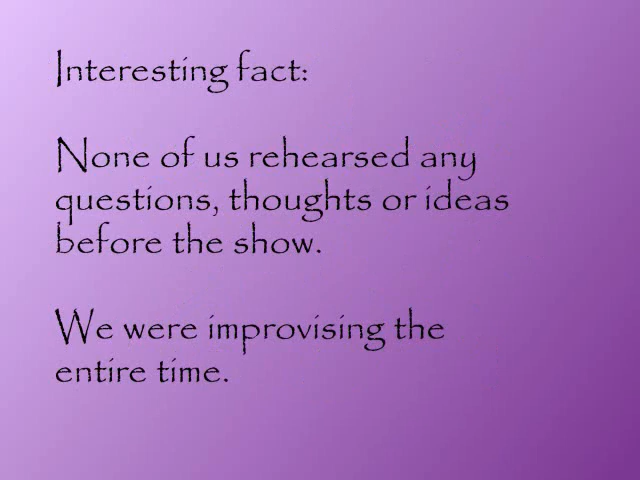 Interesting fact:
None of us rehearsed any
questions, thoughts or ideas
before the show.
We were improvising the
entire time.